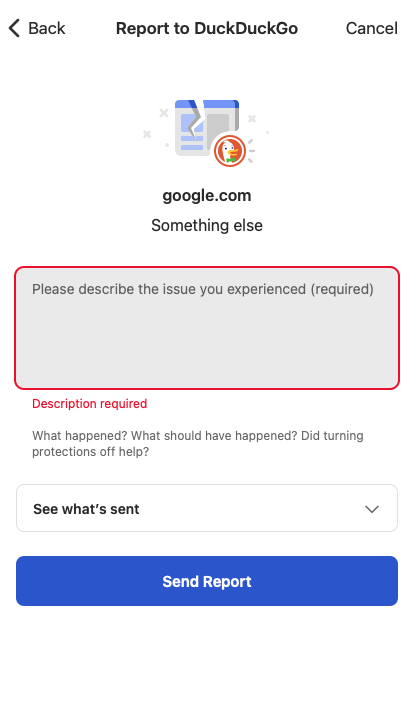 Back
Report to DuckDuckGo
Cancel
google.com
Something else
Please describe the issue you experienced (required)
Description required
What happened? What should have happened? Did turning
protections off help?
See what’s sent
Send Report